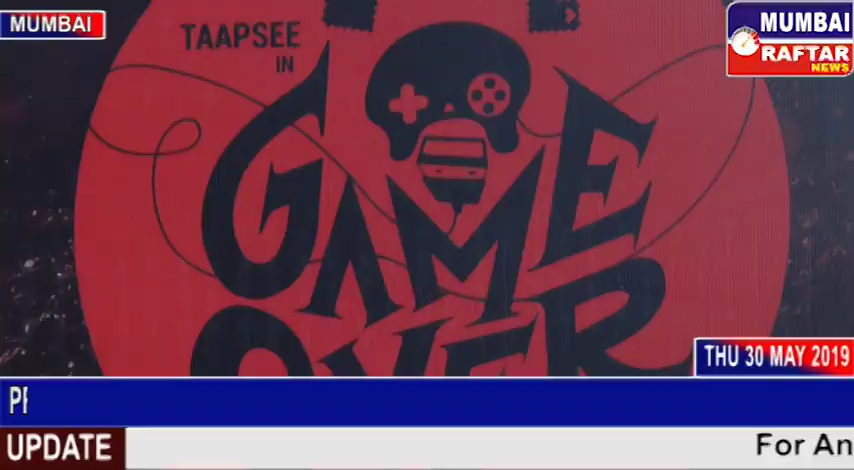 MUMBAI
MUMBAI
RAFTAR
NEWS
TAAPSEE
IN
GAME
OVER
THU 30 MAY 2019
UPDATE
For An